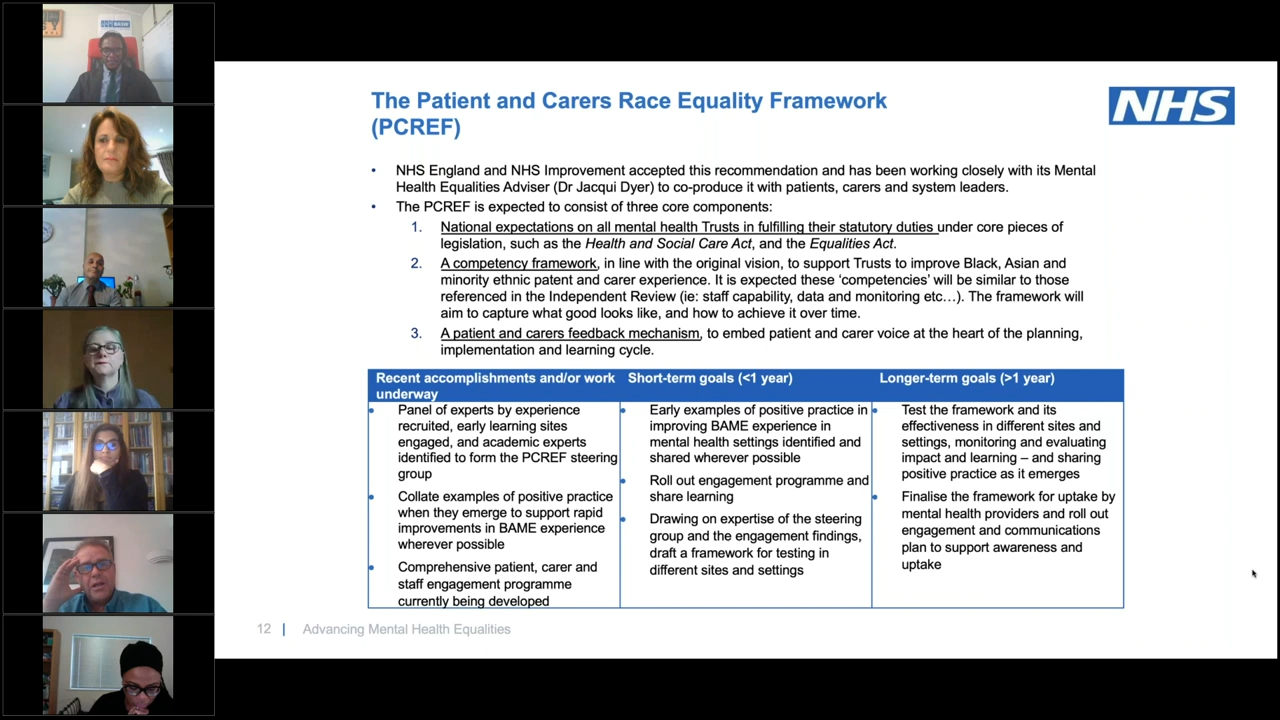 BASW
The Patient and Carers Race Equality Framework
(PCREF)
NHS
• NHS England and NHS Improvement accepted this recommendation and has been working closely with its Mental
Health Equalities Adviser (Dr Jacqui Dyer) to co-produce it with patients, carers and system leaders.
• The PCREF is expected to consist of three core components:
1. National expectations on all mental health Trusts in fulfilling their statutory duties under core pieces of
legislation, such as the Health and Social Care Act, and the Equalities Act.
2. A competency framework, in line with the original vision, to support Trusts to improve Black, Asian and
minority ethnic patent and carer experience. It is expected these ‘competencies’ will be similar to those
referenced in the Independent Review (ie: staff capability, data and monitoring etc…). The framework will
aim to capture what good looks like, and how to achieve it over time.
3. A patient and carers feedback mechanism, to embed patient and carer voice at the heart of the planning,
implementation and learning cycle.
Recent accomplishments and/or work
underway
• Panel of experts by experience
recruited, early learning sites
engaged, and academic experts
identified to form the PCREF steering
group
• Collate examples of positive practice
when they emerge to support rapid
improvements in BAME experience
wherever possible
• Comprehensive patient, carer and
staff engagement programme
currently being developed
Short-term goals (<1 year)
• Early examples of positive practice in
improving BAME experience in
mental health settings identified and
shared wherever possible
• Roll out engagement programme and
share learning
• Drawing on expertise of the steering
group and the engagement findings,
draft a framework for testing in
different sites and settings
Longer-term goals (>1 year)
• Test the framework and its
effectiveness in different sites and
settings, monitoring and evaluating
impact and learning – and sharing
positive practice as it emerges
• Finalise the framework for uptake by
mental health providers and roll out
engagement and communications
plan to support awareness and
uptake
12 | Advancing Mental Health Equalities